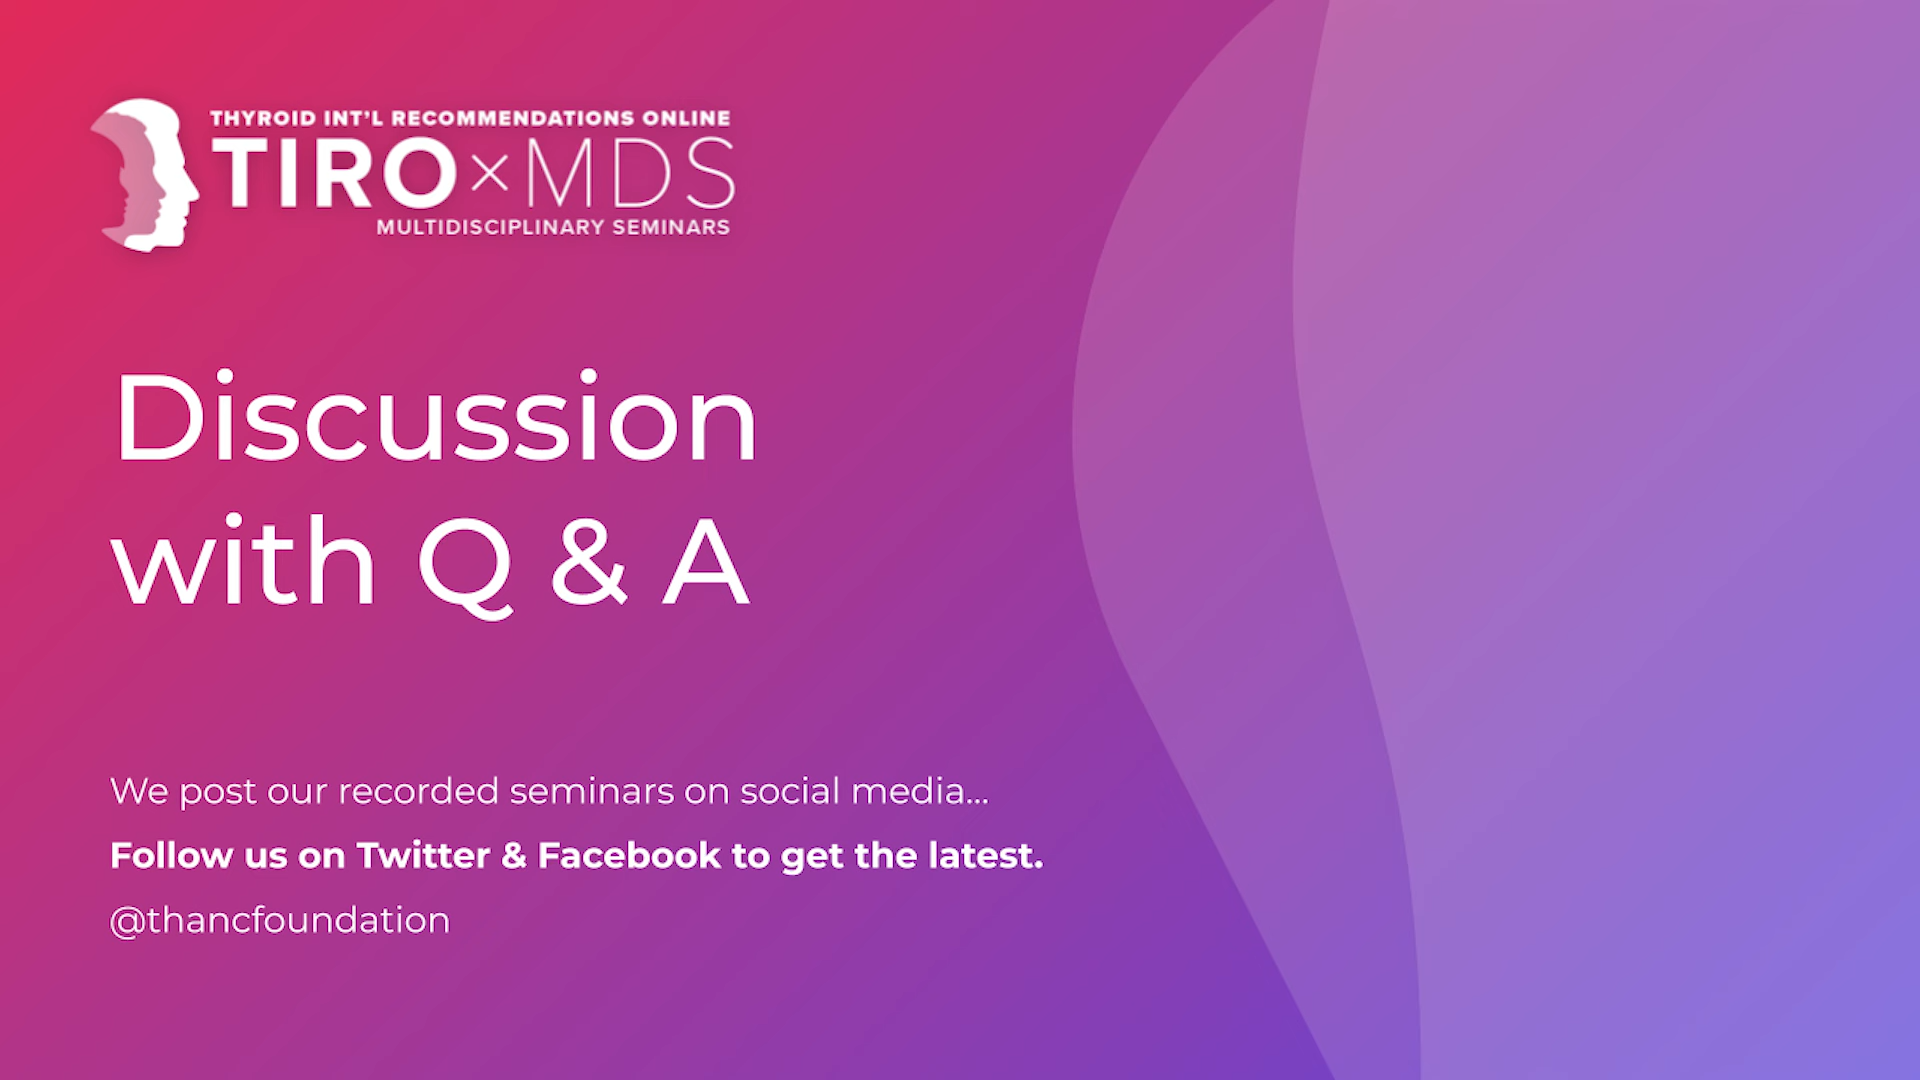 THYROID INT'L RECOMMENDATIONS ONLINE
TIRO×MDS
MULTIDISCIPLINARY SEMINARS
Discussion
with Q & A
We post our recorded seminars on social media...
Follow us on Twitter & Facebook to get the latest.
@thancfoundation